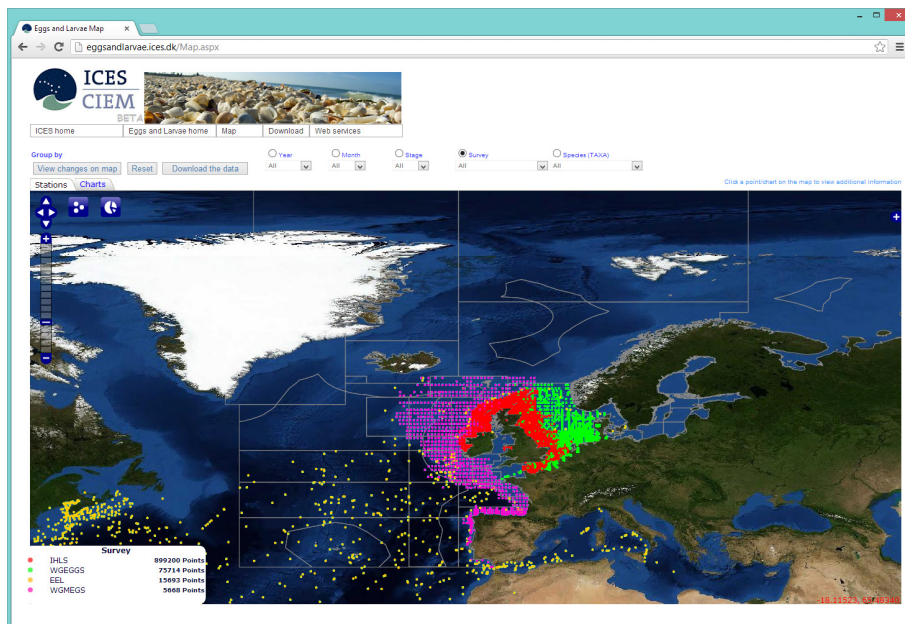 Eggs and Larvae Map
eggsandlarvae.ices.dk/Map.aspx
ICES
CIEM
BETA
ICES home Eggs and Larvae home Map Download Web services
Group by
Year Month Stage Survey Species (TAXA)
View changes on map Reset Download the data All All All All All
Stations Charts
Click a point/chart on the map to view additional information
Survey
IHLS 899200 Points
WGEGGS 75714 Points
EEL 15693 Points
WGMEGS 5668 Points